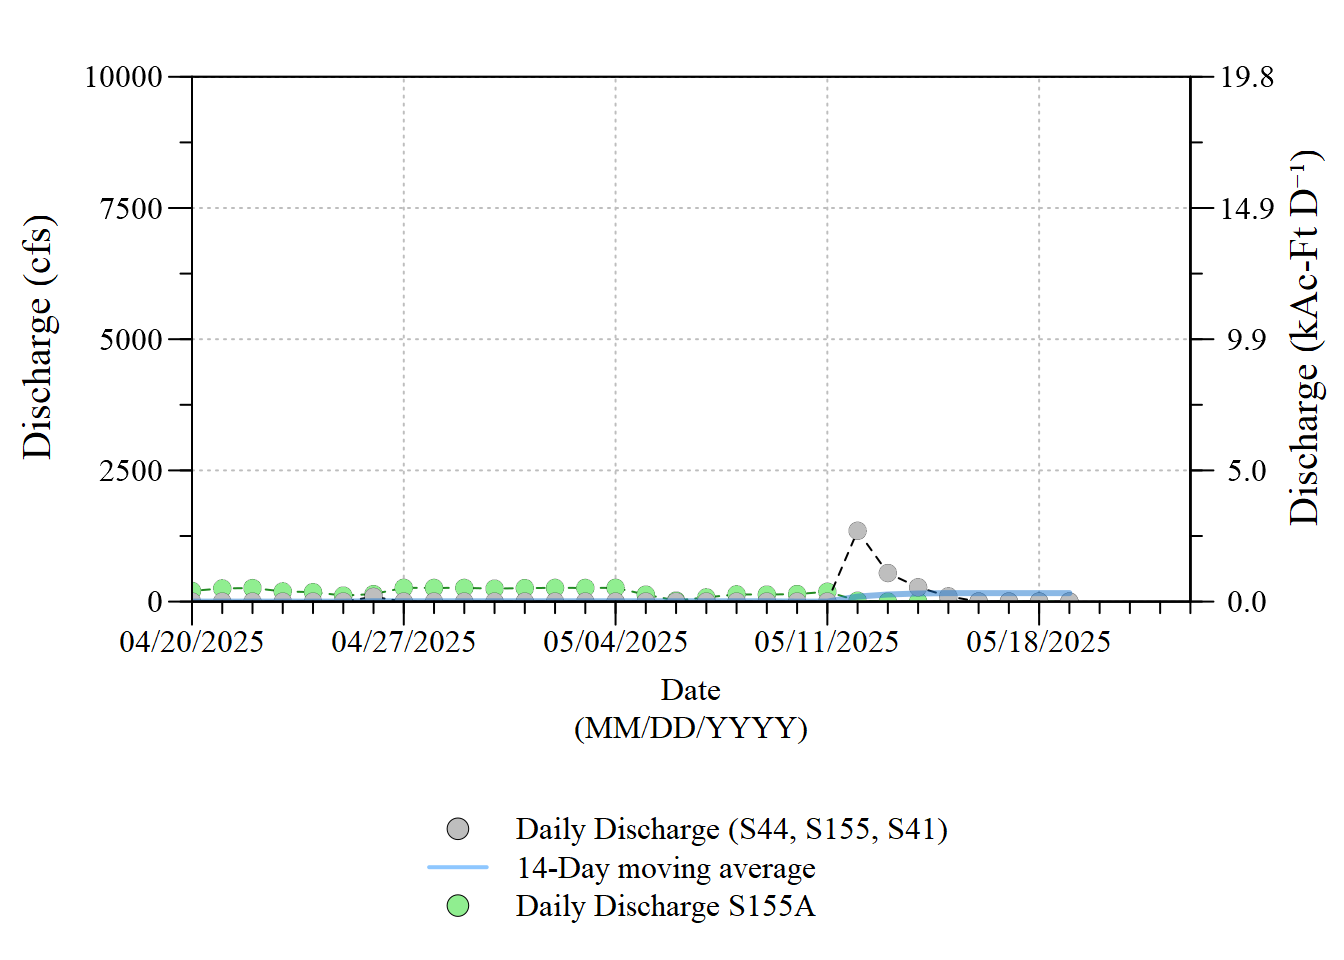 10000
7500
5000
2500
0
Discharge (cfs)
19.8
14.9
9.9
5.0
0.0
Discharge (kAc-Ft D⁻¹)
04/20/2025
04/27/2025
05/04/2025
05/11/2025
05/18/2025
Date
(MM/DD/YYYY)
Daily Discharge (S44, S155, S41)
14-Day moving average
Daily Discharge S155A